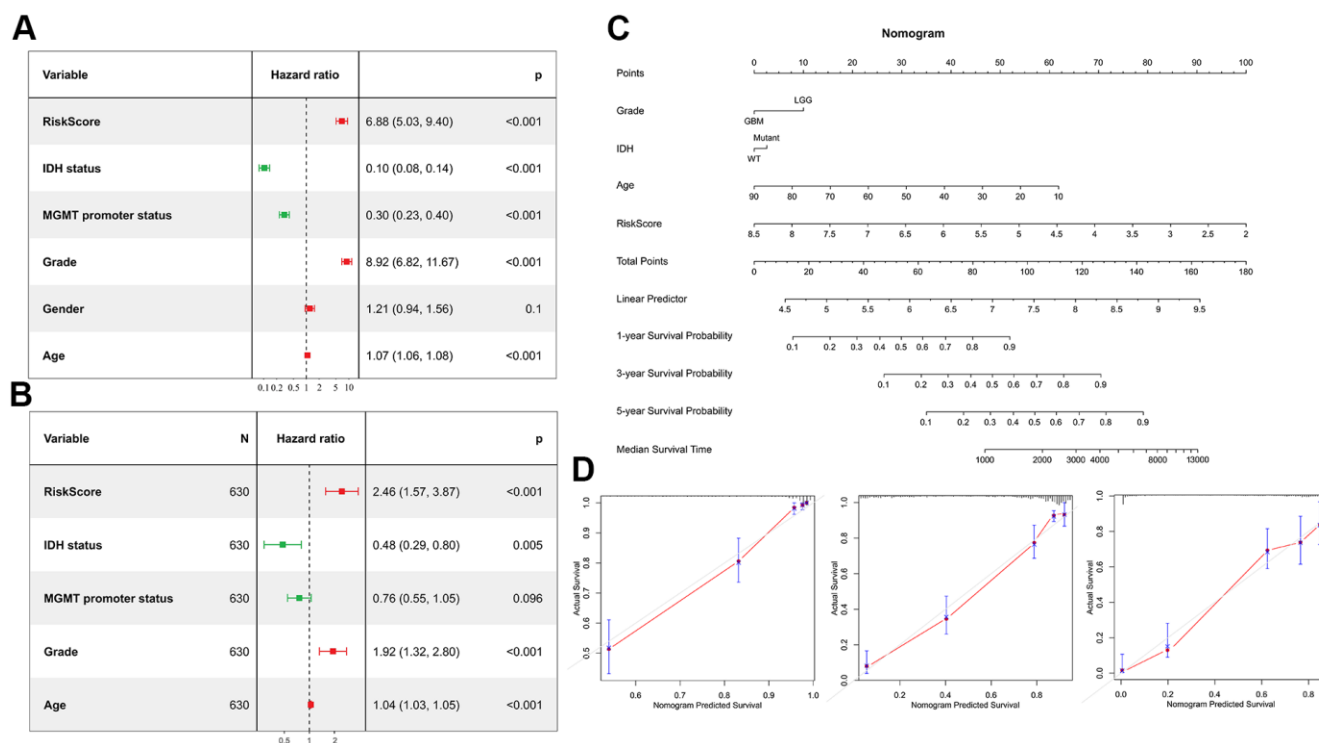 A
Variable Hazard ratio p
RiskScore 6.88 (5.03, 9.40) <0.001
IDH status 0.10 (0.08, 0.14) <0.001
MGMT promoter status 0.30 (0.23, 0.40) <0.001
Grade 8.92 (6.82, 11.67) <0.001
Gender 1.21 (0.94, 1.56) 0.1
Age 1.07 (1.06, 1.08) <0.001
0.1 0.2 0.5 1 2 5 10
B
Variable N Hazard ratio p
RiskScore 630 2.46 (1.57, 3.87) <0.001
IDH status 630 0.48 (0.29, 0.80) 0.005
MGMT promoter status 630 0.76 (0.55, 1.05) 0.096
Grade 630 1.92 (1.32, 2.80) <0.001
Age 630 1.04 (1.03, 1.05) <0.001
0.5 1 2
C
Nomogram
Points 0 10 20 30 40 50 60 70 80 90 100
LGG
Grade
GBM
Mutant
IDH
WT
Age
90 80 70 60 50 40 30 20 10
RiskScore
8.5 8 7.5 7 6.5 6 5.5 5 4.5 4 3.5 3 2.5 2
Total Points
0 20 40 60 80 100 120 140 160 180
Linear Predictor
4.5 5 5.5 6 6.5 7 7.5 8 8.5 9 9.5
1-year Survival Probability
0.1 0.2 0.3 0.4 0.5 0.6 0.7 0.8 0.9
3-year Survival Probability
0.1 0.2 0.3 0.4 0.5 0.6 0.7 0.8 0.9
5-year Survival Probability
0.1 0.2 0.3 0.4 0.5 0.6 0.7 0.8 0.9
Median Survival Time
1000 2000 3000 4000 8000 13000
D
Actual Survival
1.0
0.9
0.8
0.7
0.6
0.5
0.6 0.7 0.8 0.9 1.0
Nomogram Predicted Survival
Actual Survival
1.0
0.8
0.6
0.4
0.2
0.0
0.2 0.4 0.6 0.8
Nomogram Predicted Survival
Actual Survival
1.0
0.8
0.6
0.4
0.2
0.0
0.0 0.2 0.4 0.6 0.8
Nomogram Predicted Survival